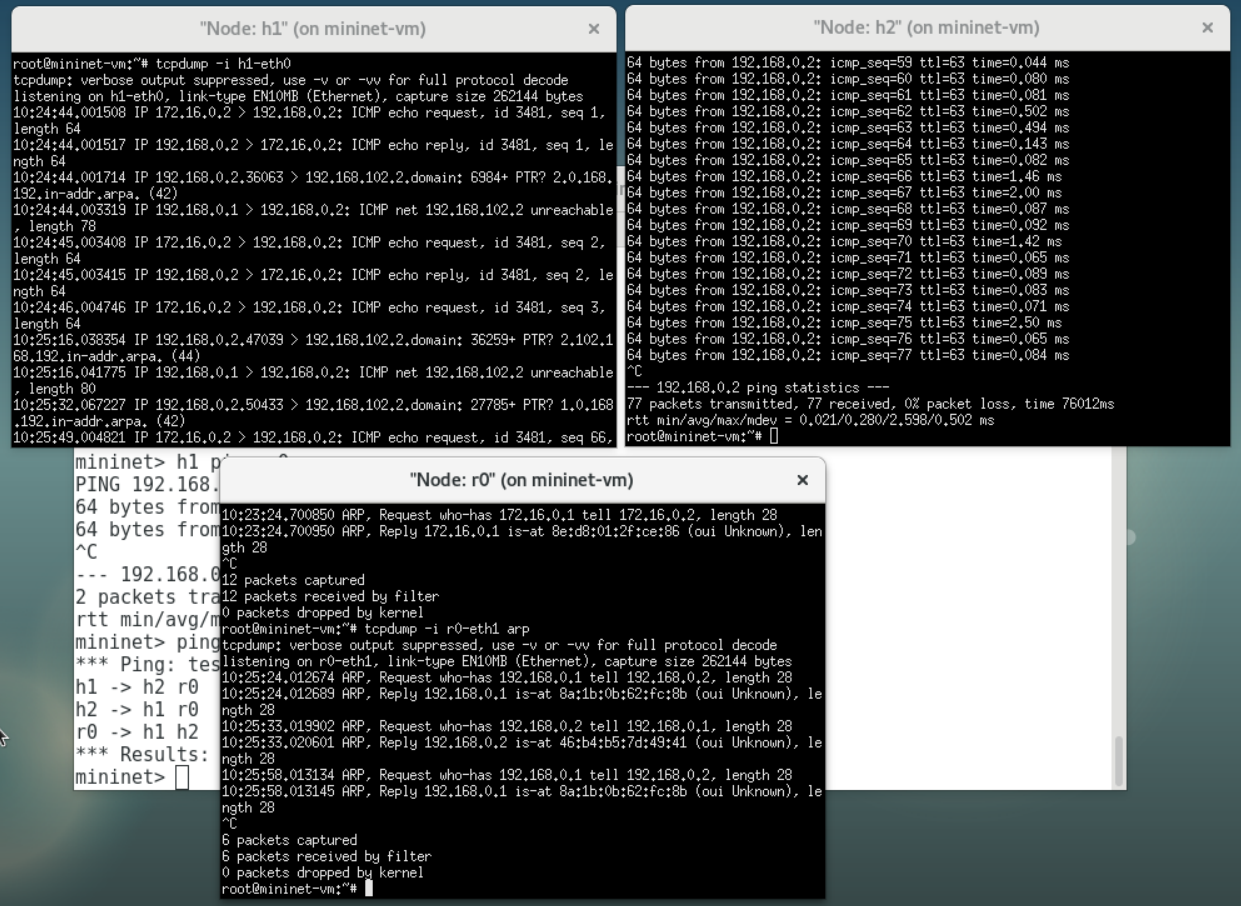 "Node: h1" (on mininet-vm)
root@mininet-vm:~# tcpdump -i h1-eth0
tcpdump: verbose output suppressed, use -v or -vv for full protocol decode
listening on h1-eth0, link-type EN10MB (Ethernet), capture size 262144 bytes
10:24:44.001508 IP 172.16.0.2 > 192.168.0.2: ICMP echo request, id 3481, seq 1,
length 64
10:24:44.001517 IP 192.168.0.2 > 172.16.0.2: ICMP echo reply, id 3481, seq 1, le
ngth 64
10:24:44.001714 IP 192.168.0.2.36063 > 192.168.102.2.domain: 6984+ PTR? 2.0.168.
192.in-addr.arpa. (42)
10:24:44.003319 IP 192.168.0.1 > 192.168.0.2: ICMP net 192.168.102.2 unreachable
, length 78
10:24:45.003408 IP 172.16.0.2 > 192.168.0.2: ICMP echo request, id 3481, seq 2,
length 64
10:24:45.003415 IP 192.168.0.2 > 172.16.0.2: ICMP echo reply, id 3481, seq 2, le
ngth 64
10:24:46.004746 IP 172.16.0.2 > 192.168.0.2: ICMP echo request, id 3481, seq 3,
length 64
10:25:16.038354 IP 192.168.0.2.47039 > 192.168.102.2.domain: 36259+ PTR? 2.102.1
68.192.in-addr.arpa. (44)
10:25:16.041775 IP 192.168.0.1 > 192.168.0.2: ICMP net 192.168.102.2 unreachable
, length 80
10:25:32.067227 IP 192.168.0.2.50433 > 192.168.102.2.domain: 27785+ PTR? 1.0.168
.192.in-addr.arpa. (42)
10:25:49.004821 IP 172.16.0.2 > 192.168.0.2: ICMP echo request, id 3481, seq 66,
"Node: h2" (on mininet-vm)
64 bytes from 192.168.0.2: icmp_seq=59 ttl=63 time=0.044 ms
64 bytes from 192.168.0.2: icmp_seq=60 ttl=63 time=0.080 ms
64 bytes from 192.168.0.2: icmp_seq=61 ttl=63 time=0.081 ms
64 bytes from 192.168.0.2: icmp_seq=62 ttl=63 time=0.502 ms
64 bytes from 192.168.0.2: icmp_seq=63 ttl=63 time=0.494 ms
64 bytes from 192.168.0.2: icmp_seq=64 ttl=63 time=0.143 ms
64 bytes from 192.168.0.2: icmp_seq=65 ttl=63 time=0.082 ms
64 bytes from 192.168.0.2: icmp_seq=66 ttl=63 time=1.46 ms
64 bytes from 192.168.0.2: icmp_seq=67 ttl=63 time=2.00 ms
64 bytes from 192.168.0.2: icmp_seq=68 ttl=63 time=0.087 ms
64 bytes from 192.168.0.2: icmp_seq=69 ttl=63 time=0.092 ms
64 bytes from 192.168.0.2: icmp_seq=70 ttl=63 time=1.42 ms
64 bytes from 192.168.0.2: icmp_seq=71 ttl=63 time=0.065 ms
64 bytes from 192.168.0.2: icmp_seq=72 ttl=63 time=0.089 ms
64 bytes from 192.168.0.2: icmp_seq=73 ttl=63 time=0.083 ms
64 bytes from 192.168.0.2: icmp_seq=74 ttl=63 time=0.071 ms
64 bytes from 192.168.0.2: icmp_seq=75 ttl=63 time=2.50 ms
64 bytes from 192.168.0.2: icmp_seq=76 ttl=63 time=0.065 ms
64 bytes from 192.168.0.2: icmp_seq=77 ttl=63 time=0.084 ms
^C
--- 192.168.0.2 ping statistics ---
77 packets transmitted, 77 received, 0% packet loss, time 76012ms
rtt min/avg/max/mdev = 0.021/0.280/2.598/0.502 ms
root@mininet-vm:~#
mininet> h1 p
PING 192.168.
64 bytes from
64 bytes from
^C
--- 192.168.0
2 packets tra
rtt min/avg/m
mininet> ping
*** Ping: tes
h1 -> h2 r0
h2 -> h1 r0
r0 -> h1 h2
*** Results:
mininet>
"Node: r0" (on mininet-vm)
10:23:24.700850 ARP, Request who-has 172.16.0.1 tell 172.16.0.2, length 28
10:23:24.700950 ARP, Reply 172.16.0.1 is-at 8e:d8:01:2f:ce:86 (oui Unknown), len
gth 28
^C
12 packets captured
12 packets received by filter
0 packets dropped by kernel
root@mininet-vm:~# tcpdump -i r0-eth1 arp
tcpdump: verbose output suppressed, use -v or -vv for full protocol decode
listening on r0-eth1, link-type EN10MB (Ethernet), capture size 262144 bytes
10:25:24.012674 ARP, Request who-has 192.168.0.1 tell 192.168.0.2, length 28
10:25:24.012689 ARP, Reply 192.168.0.1 is-at 8a:1b:0b:62:fc:8b (oui Unknown), le
ngth 28
10:25:33.019902 ARP, Request who-has 192.168.0.2 tell 192.168.0.1, length 28
10:25:33.020601 ARP, Reply 192.168.0.2 is-at 46:b4:b5:7d:49:41 (oui Unknown), le
ngth 28
10:25:58.013134 ARP, Request who-has 192.168.0.1 tell 192.168.0.2, length 28
10:25:58.013145 ARP, Reply 192.168.0.1 is-at 8a:1b:0b:62:fc:8b (oui Unknown), le
ngth 28
^C
6 packets captured
6 packets received by filter
0 packets dropped by kernel
root@mininet-vm:~#